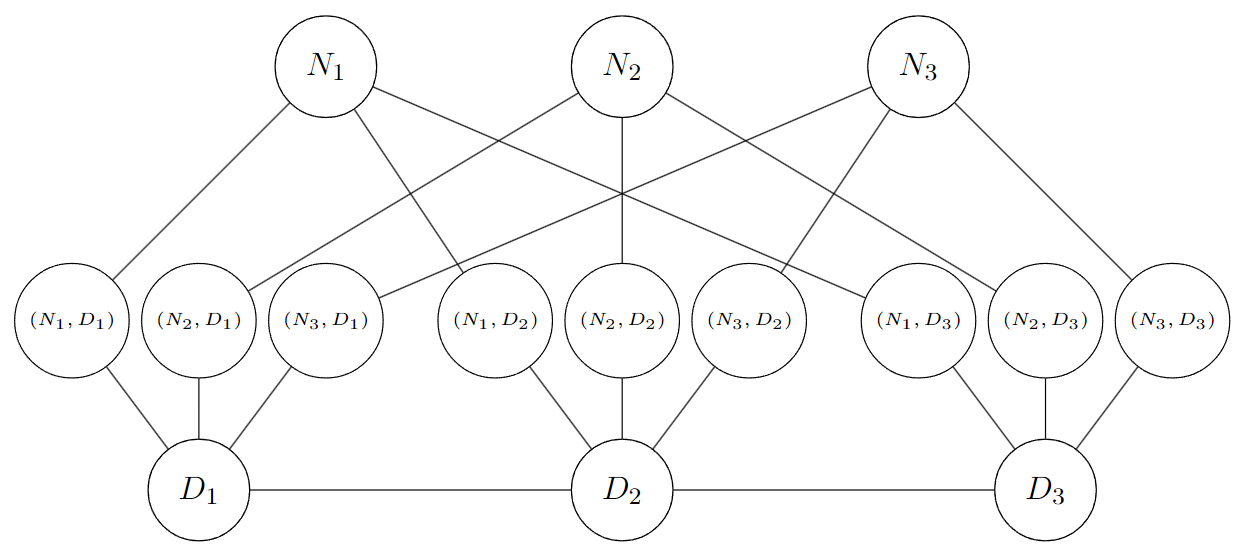 N₁ N₂ N₃
(N₁, D₁) (N₂, D₁) (N₃, D₁) (N₁, D₂) (N₂, D₂) (N₃, D₂) (N₁, D₃) (N₂, D₃) (N₃, D₃)
D₁ D₂ D₃